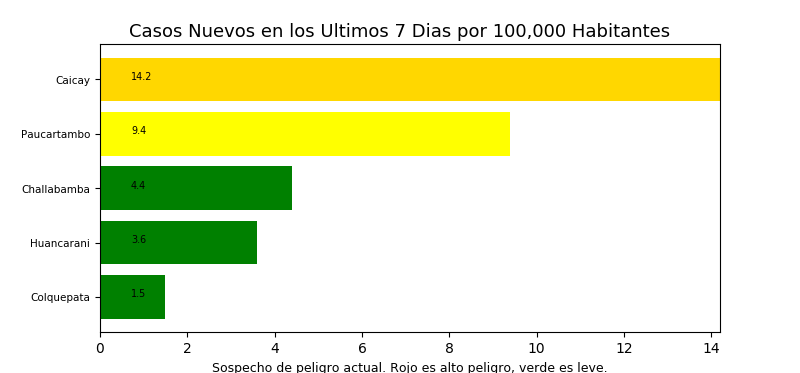 Casos Nuevos en los Ultimos 7 Dias por 100,000 Habitantes
Caicay 14.2
Paucartambo 9.4
Challabamba 4.4
Huancarani 3.6
Colquepata 1.5
0 2 4 6 8 10 12 14
Sospecho de peligro actual. Rojo es alto peligro, verde es leve.